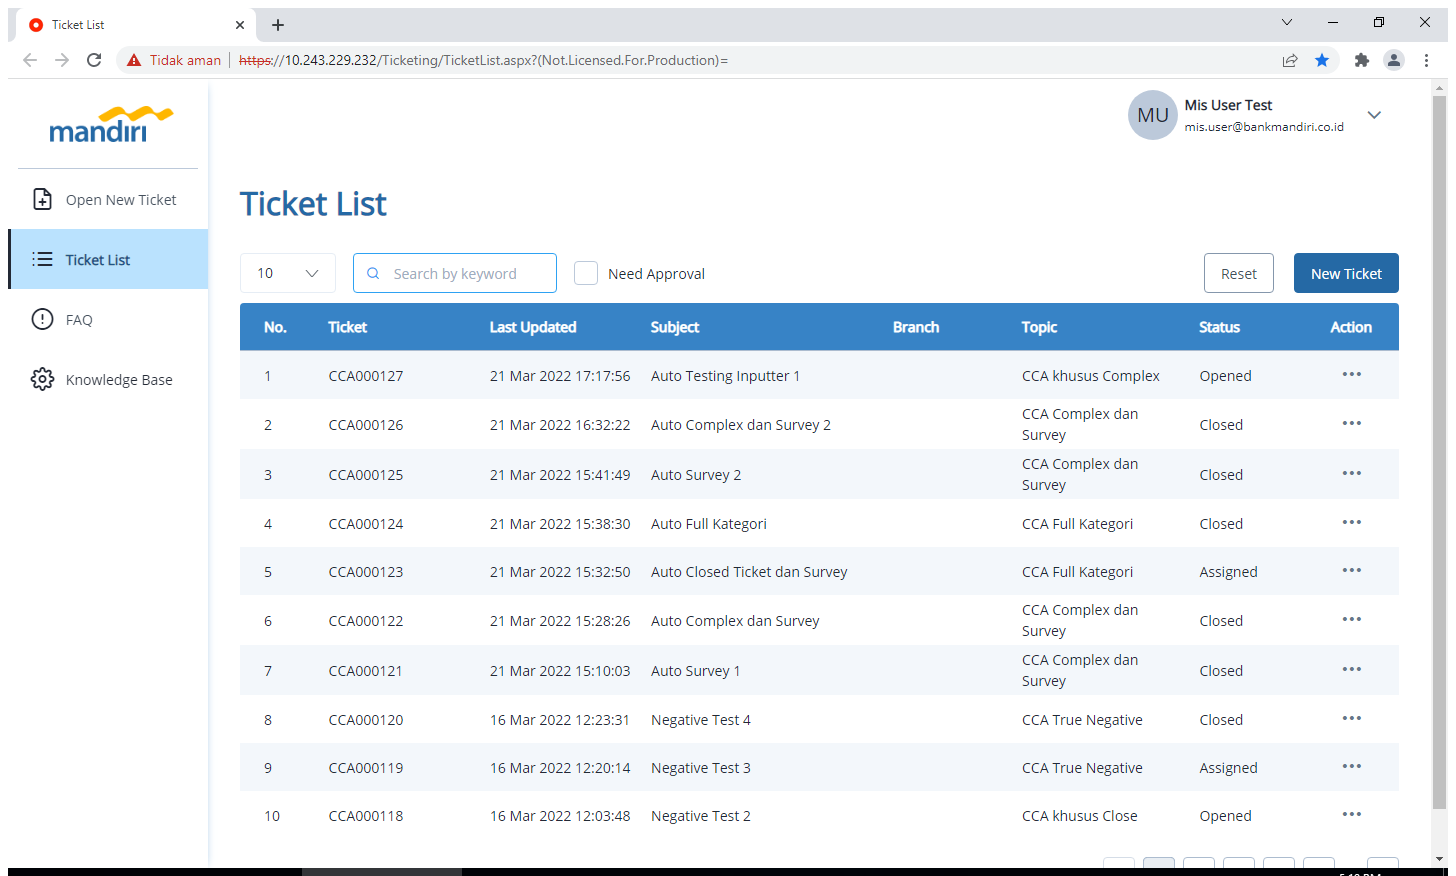 Ticket List
Tidak aman https://10.243.229.232/Ticketing/TicketList.aspx?(Not.Licensed.For.Production)=
mandiri
MU
Mis User Test
mis.user@bankmandiri.co.id
Open New Ticket
Ticket List
FAQ
Knowledge Base
Ticket List
10 Search by keyword Need Approval Reset New Ticket
No. Ticket Last Updated Subject Branch Topic Status Action
1 CCA000127 21 Mar 2022 17:17:56 Auto Testing Inputter 1 CCA khusus Complex Opened
2 CCA000126 21 Mar 2022 16:32:22 Auto Complex dan Survey 2 CCA Complex dan Survey Closed
3 CCA000125 21 Mar 2022 15:41:49 Auto Survey 2 CCA Complex dan Survey Closed
4 CCA000124 21 Mar 2022 15:38:30 Auto Full Kategori CCA Full Kategori Closed
5 CCA000123 21 Mar 2022 15:32:50 Auto Closed Ticket dan Survey CCA Full Kategori Assigned
6 CCA000122 21 Mar 2022 15:28:26 Auto Complex dan Survey CCA Complex dan Survey Closed
7 CCA000121 21 Mar 2022 15:10:03 Auto Survey 1 CCA Complex dan Survey Closed
8 CCA000120 16 Mar 2022 12:23:31 Negative Test 4 CCA True Negative Closed
9 CCA000119 16 Mar 2022 12:20:14 Negative Test 3 CCA True Negative Assigned
10 CCA000118 16 Mar 2022 12:03:48 Negative Test 2 CCA khusus Close Opened